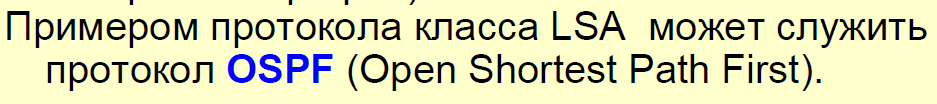 Примером протокола класса LSA может служить
протокол OSPF (Open Shortest Path First).